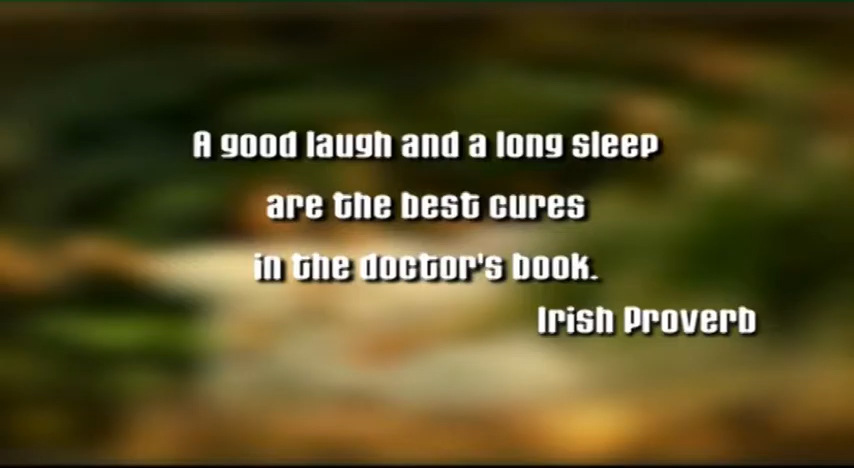 A good laugh and a long sleep
are the best cures
in the doctor's book.
Irish Proverb